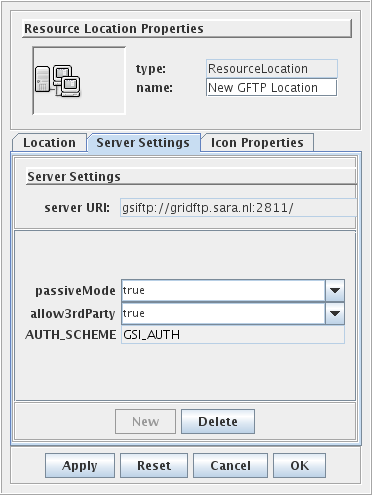 Resource Location Properties
type: ResourceLocation
name: New GFTP Location
Location Server Settings Icon Properties
Server Settings
server URI: gsiftp://gridftp.sara.nl:2811/
passiveMode true
allow3rdParty true
AUTH_SCHEME GSI_AUTH
New Delete
Apply Reset Cancel OK